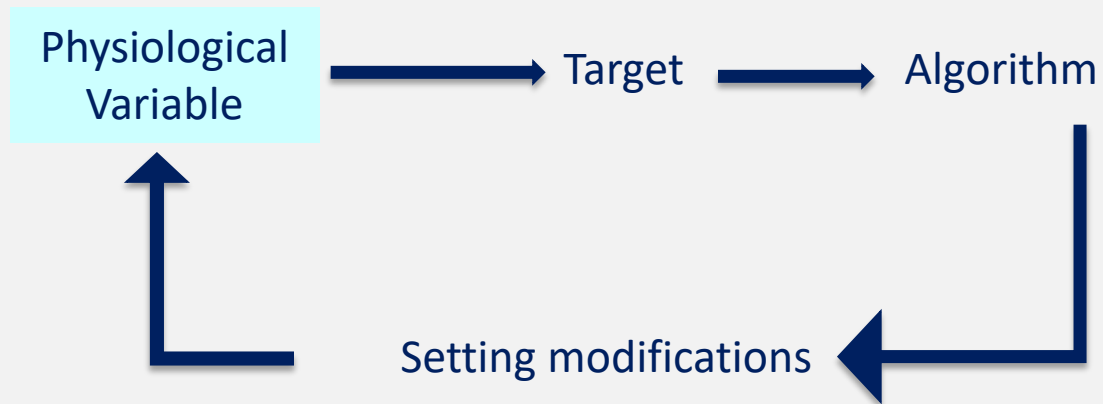 Physiological
Variable
Target
Algorithm
Setting modifications